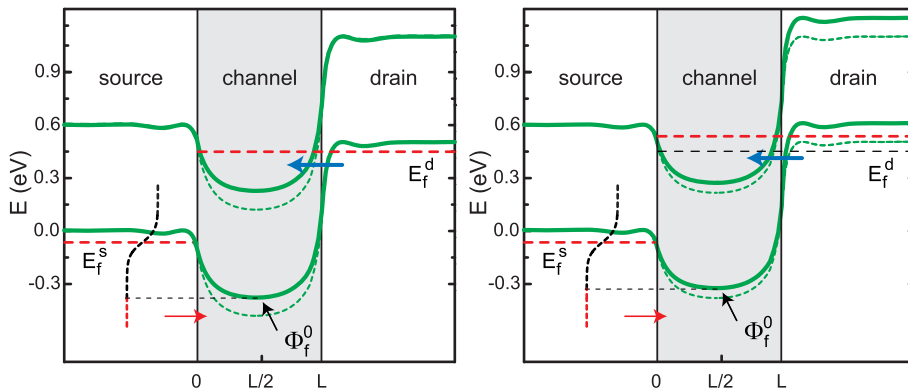 source channel drain
0.9
0.6
0.3
0.0
-0.3
E (eV)
E_f^d
E_f^s
Φ_f^0
0 L/2 L
source channel drain
0.9
0.6
0.3
0.0
-0.3
E (eV)
E_f^d
E_f^s
Φ_f^0
0 L/2 L